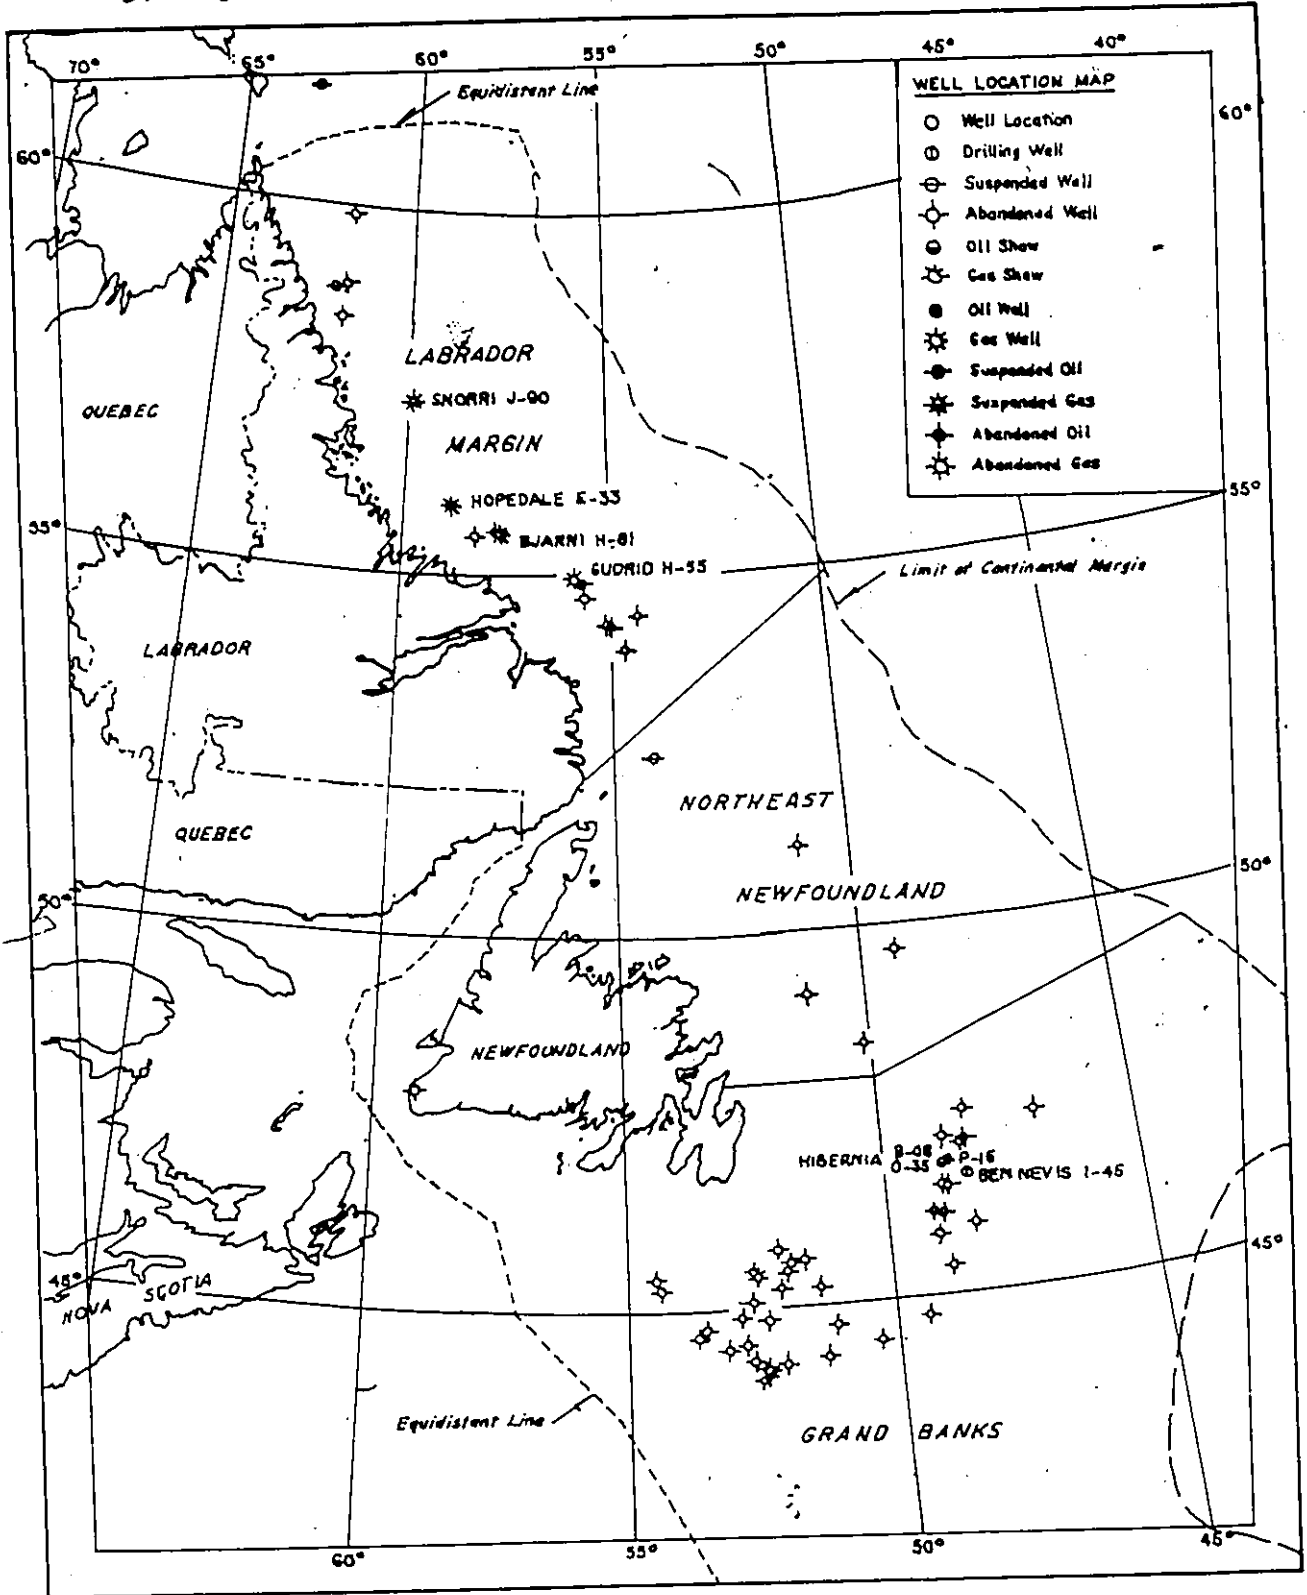 70°
65°
60°
55°
50°
45°
40°
Equidistant Line
WELL LOCATION MAP
Well Location
Drilling Well
Suspended Well
Abandoned Well
Oil Show
Gas Show
Oil Well
Gas Well
Suspended Oil
Suspended Gas
Abandoned Oil
Abandoned Gas
60°
60°
LABRADOR
SNORRI J-90
QUEBEC
MARGIN
HOPEDALE E-33
55°
55°
BJARNI H-81
GUDRID H-55
Limit of Continental Margin
LABRADOR
NORTHEAST
QUEBEC
50°
NEWFOUNDLAND
50°
NEWFOUNDLAND
HIBERNIA B-08 P-15
O-35
BEN NEVIS I-45
45°
45°
NOVA SCOTIA
Equidistant Line
GRAND BANKS
60°
55°
50°
45°